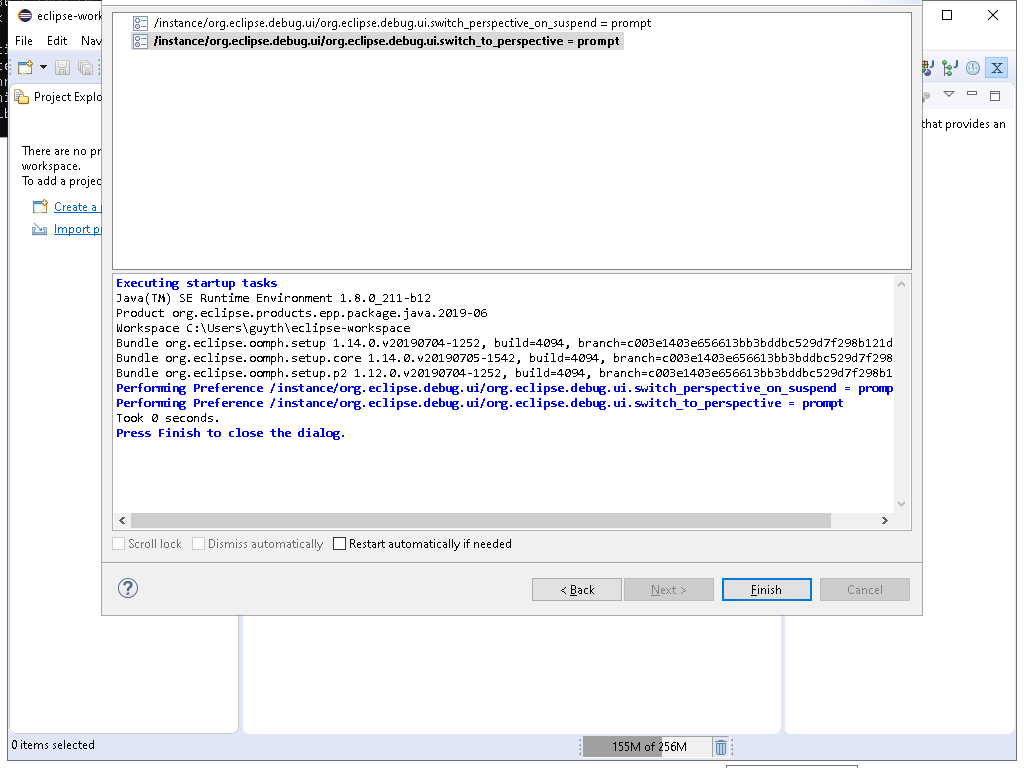 eclipse-work
/instance/org.eclipse.debug.ui/org.eclipse.debug.ui.switch_perspective_on_suspend = prompt
/instance/org.eclipse.debug.ui/org.eclipse.debug.ui.switch_to_perspective = prompt
File Edit Nav
Project Explo
that provides an
There are no pr
workspace.
To add a projec
Create a p
Import pr
Executing startup tasks
Java(TM) SE Runtime Environment 1.8.0_211-b12
Product org.eclipse.products.epp.package.java.2019-06
Workspace C:\Users\guyth\eclipse-workspace
Bundle org.eclipse.oomph.setup 1.14.0.v20190704-1252, build=4094, branch=c003e1403e656613bb3bddbc529d7f298b121d
Bundle org.eclipse.oomph.setup.core 1.14.0.v20190705-1542, build=4094, branch=c003e1403e656613bb3bddbc529d7f298
Bundle org.eclipse.oomph.setup.p2 1.12.0.v20190704-1252, build=4094, branch=c003e1403e656613bb3bddbc529d7f298b1
Performing Preference /instance/org.eclipse.debug.ui/org.eclipse.debug.ui.switch_perspective_on_suspend = promp
Performing Preference /instance/org.eclipse.debug.ui/org.eclipse.debug.ui.switch_to_perspective = prompt
Took 0 seconds.
Press Finish to close the dialog.
Scroll lock Dismiss automatically Restart automatically if needed
< Back Next > Finish Cancel
0 items selected
155M of 256M